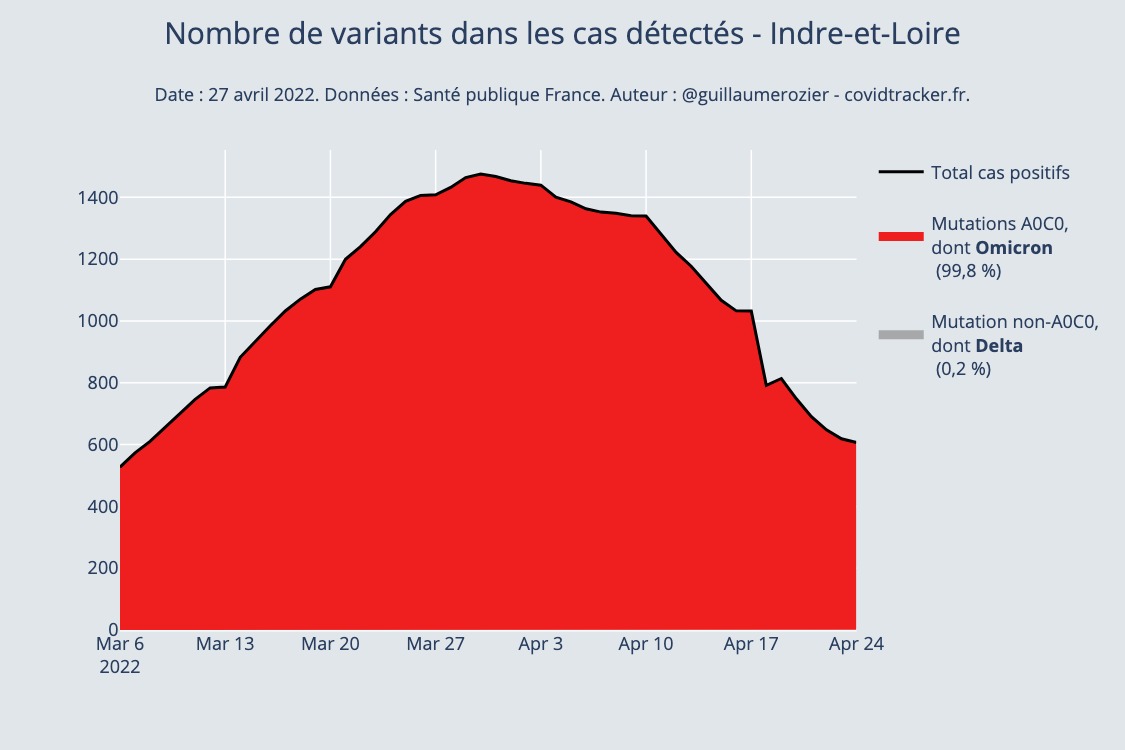 Nombre de variants dans les cas détectés - Indre-et-Loire
Date : 27 avril 2022. Données : Santé publique France. Auteur : @guillaumerozier - covidtracker.fr.
Total cas positifs
Mutations A0C0,
dont Omicron
(99,8 %)
Mutation non-A0C0,
dont Delta
(0,2 %)
1400
1200
1000
800
600
400
200
0
Mar 6 Mar 13 Mar 20 Mar 27 Apr 3 Apr 10 Apr 17 Apr 24
2022